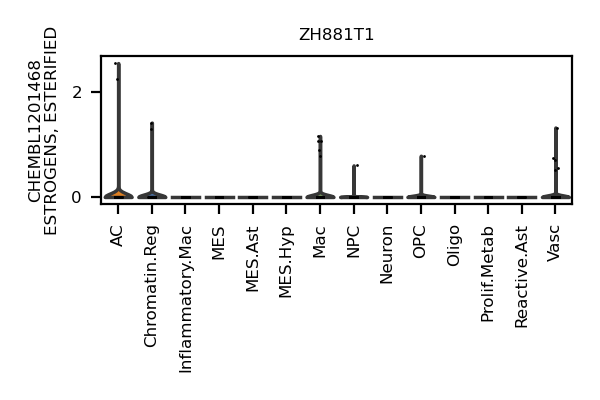 ZH881T1
CHEMBL1201468
ESTROGENS, ESTERIFIED
2
0
AC
Chromatin.Reg
Inflammatory.Mac
MES
MES.Ast
MES.Hyp
Mac
NPC
Neuron
OPC
Oligo
Prolif.Metab
Reactive.Ast
Vasc